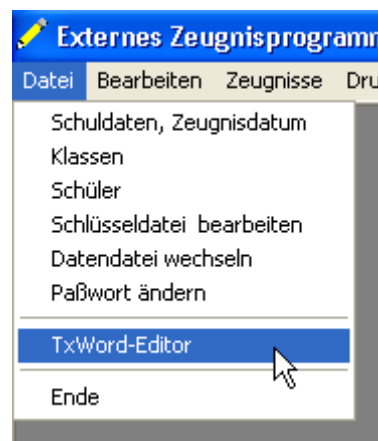 Externes Zeugnisprogramm
Datei Bearbeiten Zeugnisse Dru
Schuldaten, Zeugnisdatum
Klassen
Schüler
Schlüsseldatei bearbeiten
Datendatei wechseln
Paßwort ändern
TxWord-Editor
Ende